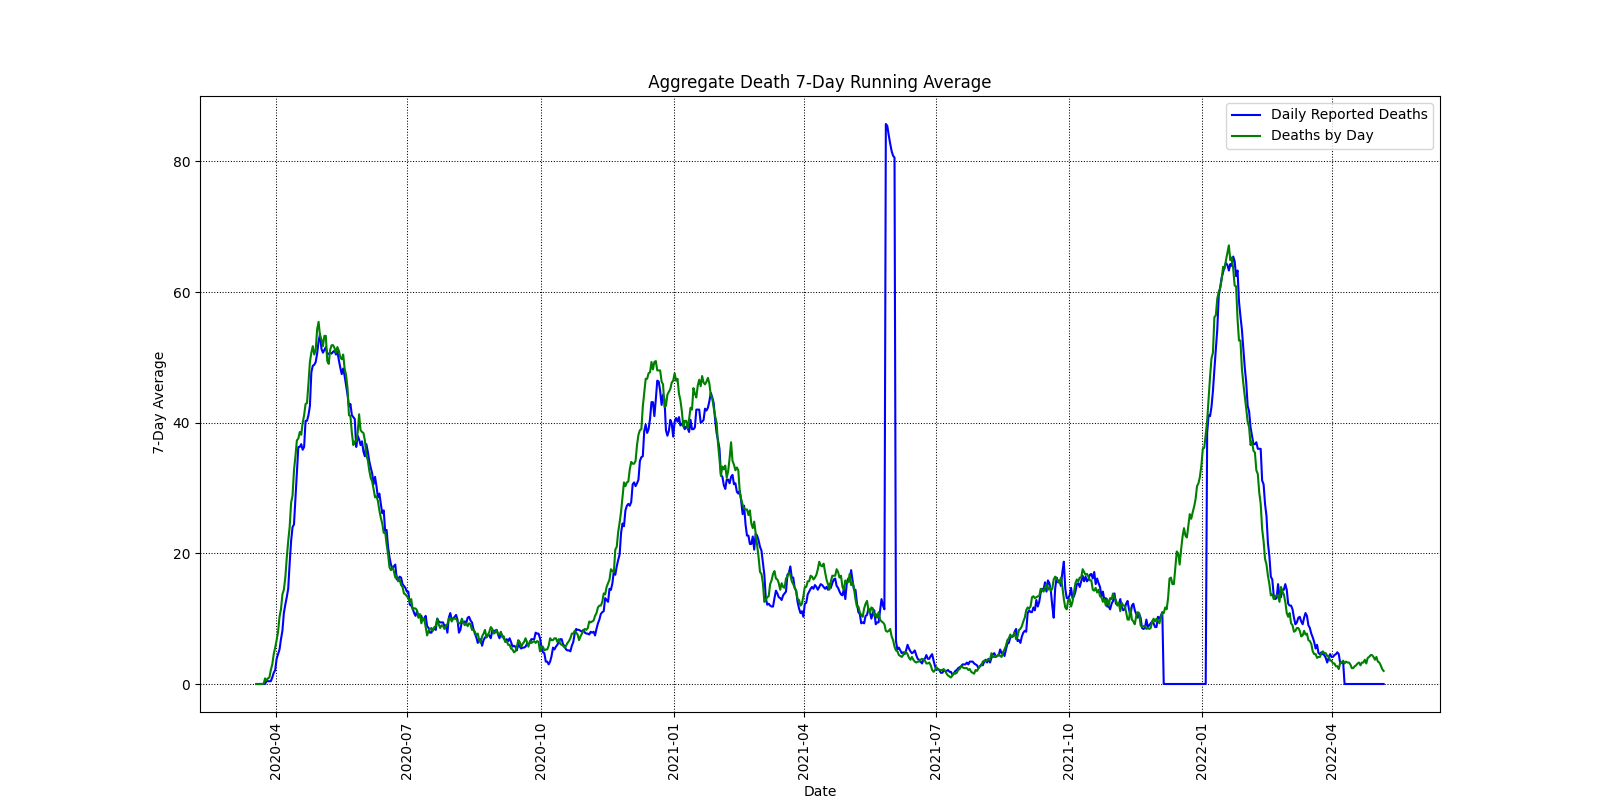 Aggregate Death 7-Day Running Average
Daily Reported Deaths
Deaths by Day
7-Day Average
80
60
40
20
0
2020-04
2020-07
2020-10
2021-01
2021-04
2021-07
2021-10
2022-01
2022-04
Date